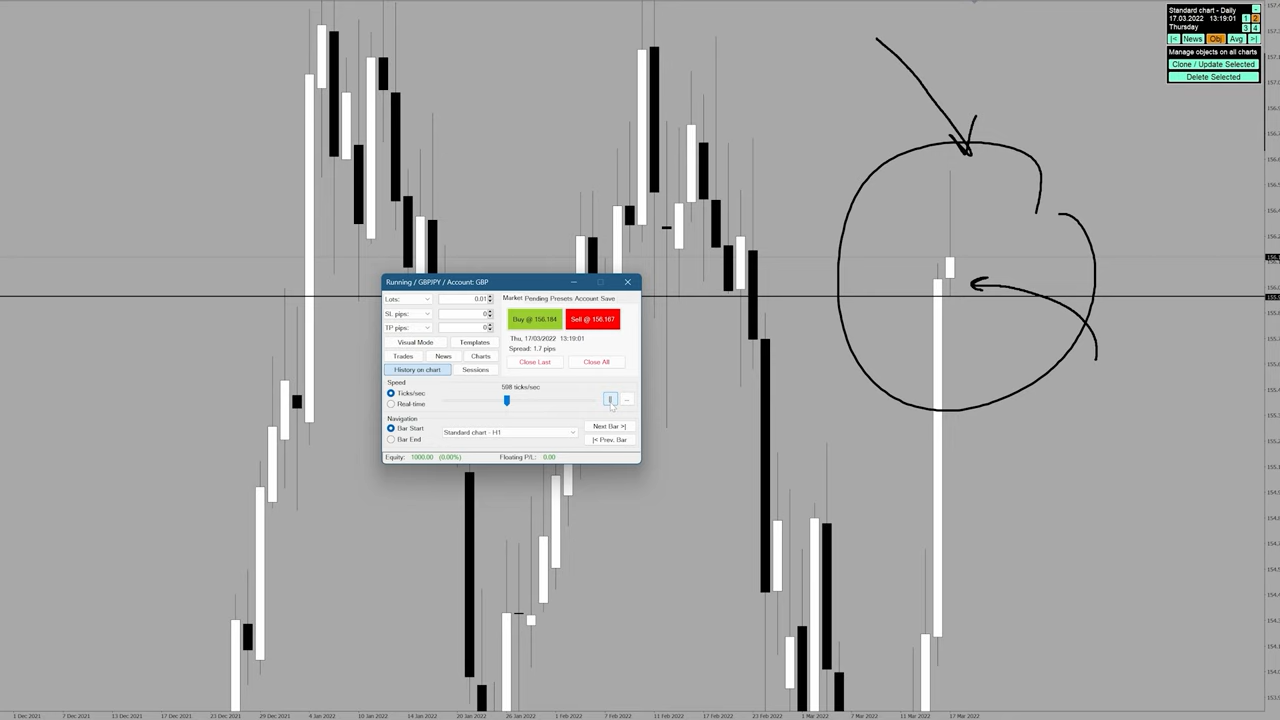 Standard chart - Daily
17.03.2022 13:19:01 1 2
Thursday 3 4
|< News Obj Avg >|
Manage objects on all charts
Clone / Update Selected
Delete Selected
Running / GBPJPY / Account: GBP
Lots: 0.01
SL pips: 0
TP pips: 0
Visual Mode Templates
Trades News Charts
History on chart Sessions
Market Pending Presets Account Save
Buy @ 156.184 Sell @ 156.167
Thu, 17/03/2022 13:19:01
Spread: 1.7 pips
Close Last Close All
Speed
598 ticks/sec
Ticks/sec
Real-time
...
Navigation
Bar Start
Bar End
Standard chart - H1
Next Bar >|
|< Prev. Bar
Equity: 1000.00 (0.00%) Floating P/L: 0.00
1 Dec 2021 7 Dec 2021 13 Dec 2021 17 Dec 2021 23 Dec 2021 29 Dec 2021 4 Jan 2022 10 Jan 2022 14 Jan 2022 20 Jan 2022 26 Jan 2022 1 Feb 2022 7 Feb 2022 11 Feb 2022 17 Feb 2022 23 Feb 2022 1 Mar 2022 7 Mar 2022 11 Mar 2022 17 Mar 2022